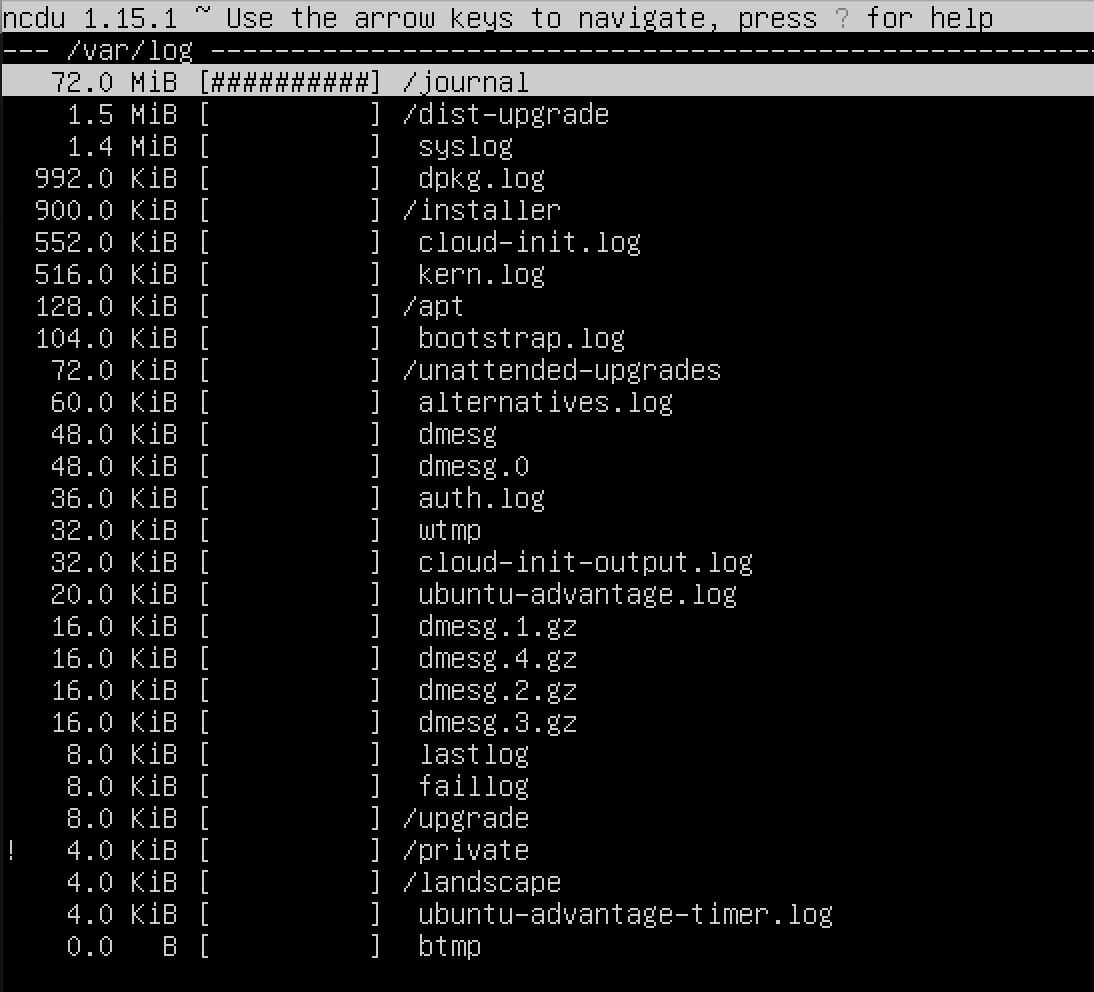 ncdu 1.15.1 ~ Use the arrow keys to navigate, press ? for help
--- /var/log -------------------------------------------------------
   72.0 MiB [##########] /journal
    1.5 MiB [          ] /dist-upgrade
    1.4 MiB [          ]  syslog
  992.0 KiB [          ]  dpkg.log
  900.0 KiB [          ] /installer
  552.0 KiB [          ]  cloud-init.log
  516.0 KiB [          ]  kern.log
  128.0 KiB [          ] /apt
  104.0 KiB [          ]  bootstrap.log
   72.0 KiB [          ] /unattended-upgrades
   60.0 KiB [          ]  alternatives.log
   48.0 KiB [          ]  dmesg
   48.0 KiB [          ]  dmesg.0
   36.0 KiB [          ]  auth.log
   32.0 KiB [          ]  wtmp
   32.0 KiB [          ]  cloud-init-output.log
   20.0 KiB [          ]  ubuntu-advantage.log
   16.0 KiB [          ]  dmesg.1.gz
   16.0 KiB [          ]  dmesg.4.gz
   16.0 KiB [          ]  dmesg.2.gz
   16.0 KiB [          ]  dmesg.3.gz
    8.0 KiB [          ]  lastlog
    8.0 KiB [          ]  faillog
    8.0 KiB [          ] /upgrade
!   4.0 KiB [          ] /private
    4.0 KiB [          ] /landscape
    4.0 KiB [          ]  ubuntu-advantage-timer.log
    0.0   B [          ]  btmp